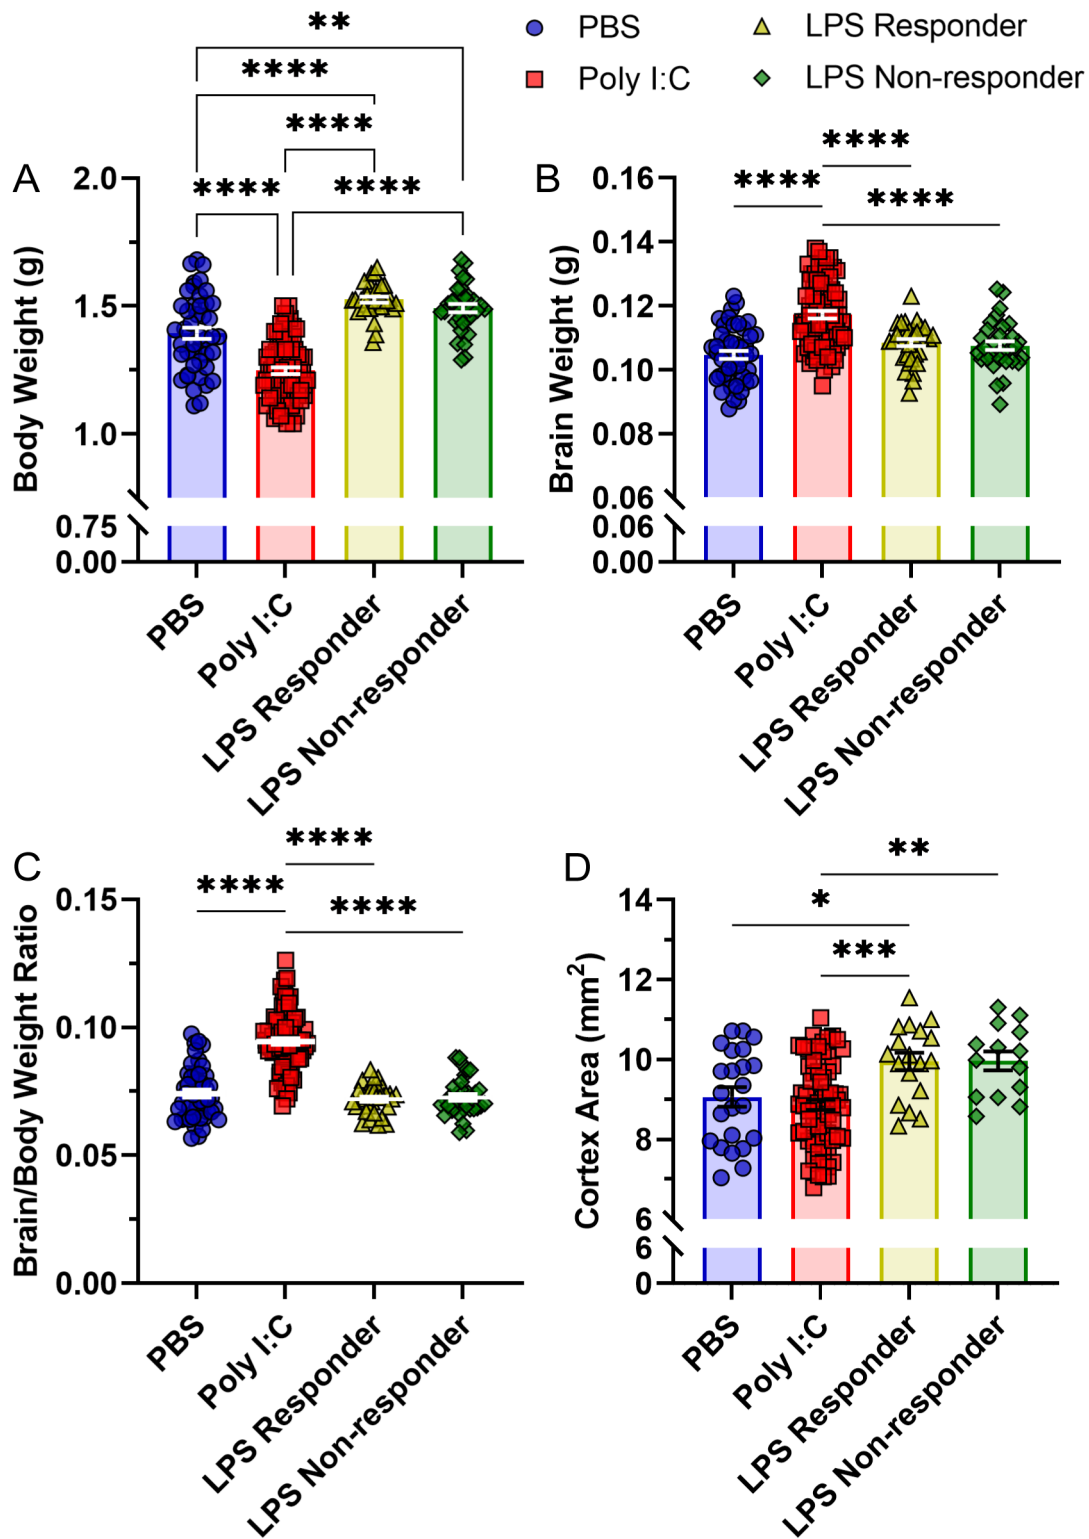 PBS
LPS Responder
Poly I:C
LPS Non-responder
A
**
****
****
****
****
2.0
1.5
1.0
0.75
0.00
Body Weight (g)
PBS
Poly I:C
LPS Responder
LPS Non-responder
B
****
****
****
0.16
0.14
0.12
0.10
0.08
0.06
0.06
0.00
Brain Weight (g)
PBS
Poly I:C
LPS Responder
LPS Non-responder
C
****
****
****
0.15
0.10
0.05
0.00
Brain/Body Weight Ratio
PBS
Poly I:C
LPS Responder
LPS Non-responder
D
**
*
***
14
12
10
8
6
6
0
Cortex Area (mm²)
PBS
Poly I:C
LPS Responder
LPS Non-responder